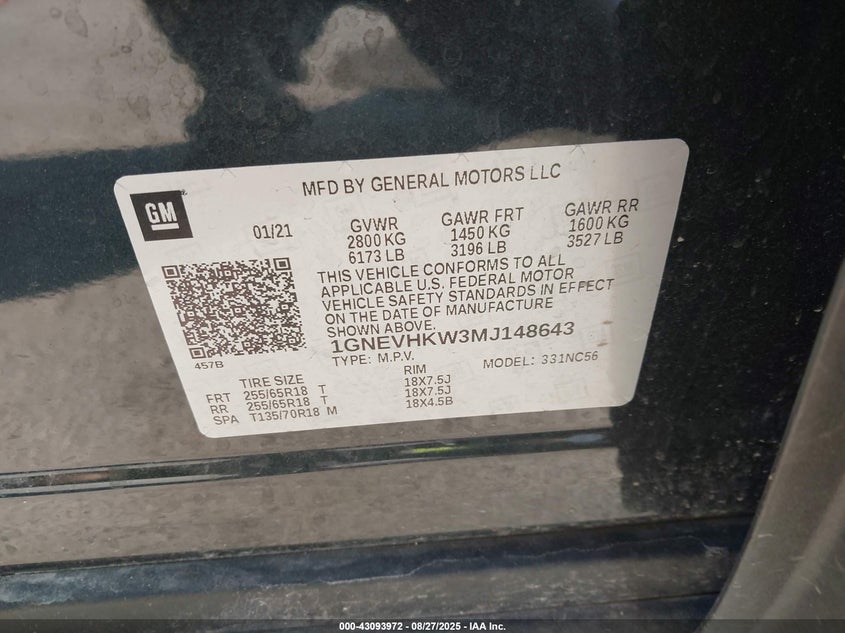 MFD BY GENERAL MOTORS LLC
GM
01/21
GVWR
2800 KG
6173 LB
GAWR FRT
1450 KG
3196 LB
GAWR RR
1600 KG
3527 LB
THIS VEHICLE CONFORMS TO ALL
APPLICABLE U.S. FEDERAL MOTOR
VEHICLE SAFETY STANDARDS IN EFFECT
ON THE DATE OF MANUFACTURE
SHOWN ABOVE.
1GNEVHKW3MJ148643
TYPE: M.P.V.
MODEL: 331NC56
457B
TIRE SIZE RIM
FRT 255/65R18 T 18X7.5J
RR 255/65R18 T 18X7.5J
SPA T135/70R18 M 18X4.5B
000-43093972 - 08/27/2025 - IAA Inc.